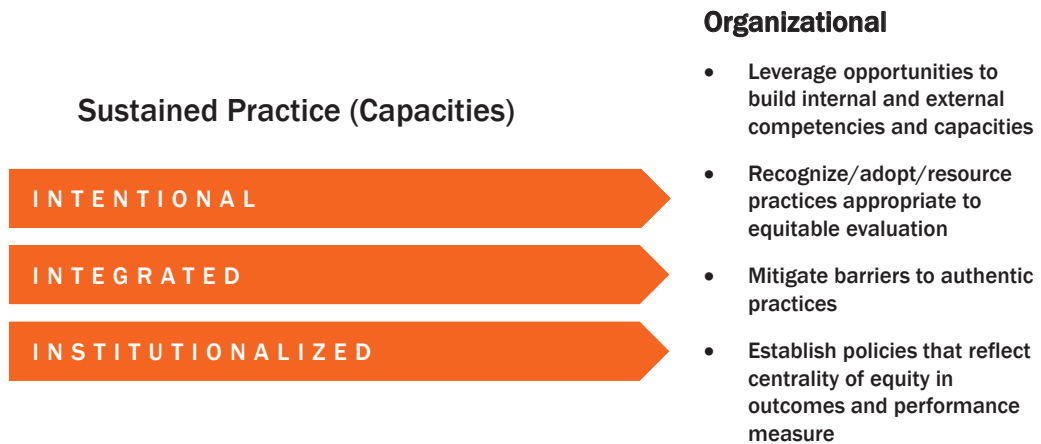 Sustained Practice (Capacities)
INTENTIONAL
INTEGRATED
INSTITUTIONALIZED
Organizational
• Leverage opportunities to
build internal and external
competencies and capacities
• Recognize/adopt/resource
practices appropriate to
equitable evaluation
• Mitigate barriers to authentic
practices
• Establish policies that reflect
centrality of equity in
outcomes and performance
measure